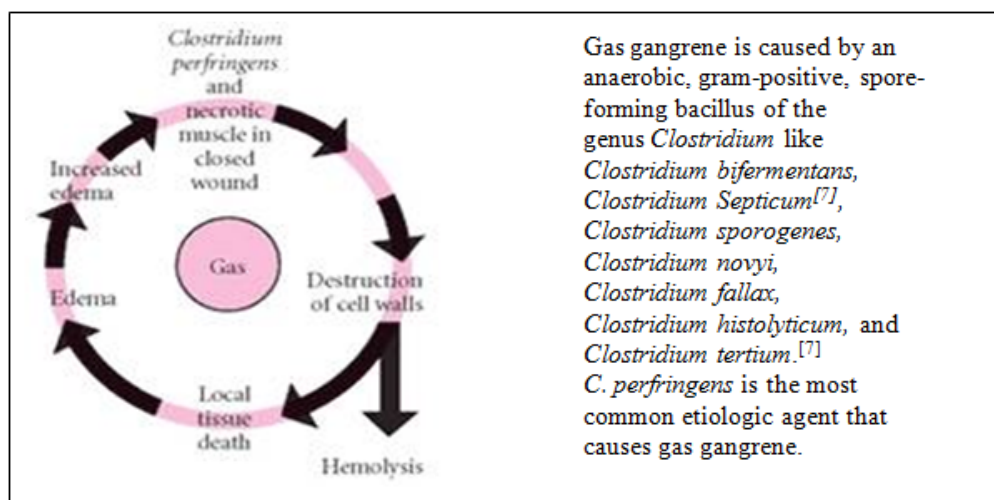 Clostridium
perfringens
and
necrotic
muscle in
closed
wound
Increased
edema
Gas
Destruction
of cell walls
Edema
Local
tissue
death
Hemolysis
Gas gangrene is caused by an
anaerobic, gram-positive, spore-
forming bacillus of the
genus Clostridium like
Clostridium bifermentans,
Clostridium Septicum[7],
Clostridium sporogenes,
Clostridium novyi,
Clostridium fallax,
Clostridium histolyticum, and
Clostridium tertium.[7]
C. perfringens is the most
common etiologic agent that
causes gas gangrene.